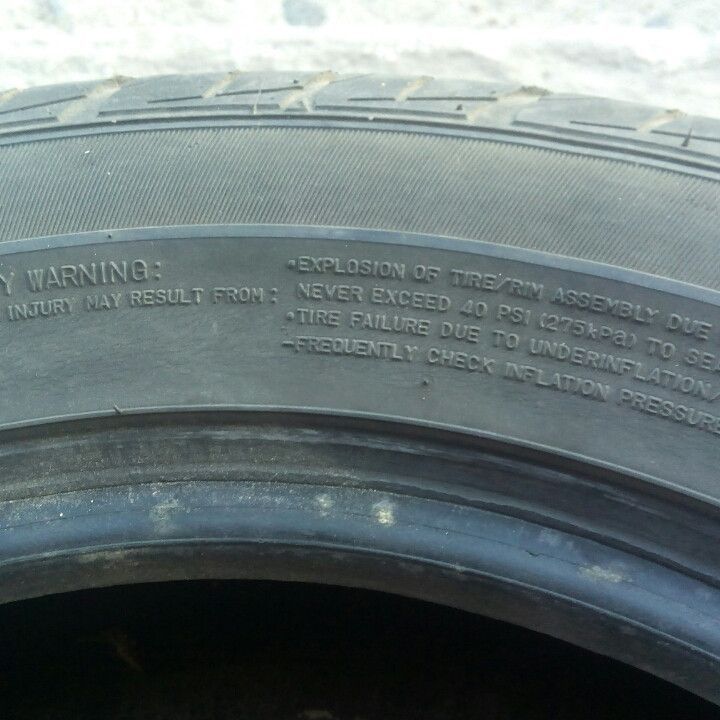 Y WARNING:
INJURY MAY RESULT FROM:
•EXPLOSION OF TIRE/RIM ASSEMBLY DUE
NEVER EXCEED 40 PSI (275kPa) TO SEA
•TIRE FAILURE DUE TO UNDERINFLATION/
-FREQUENTLY CHECK INFLATION PRESSURE